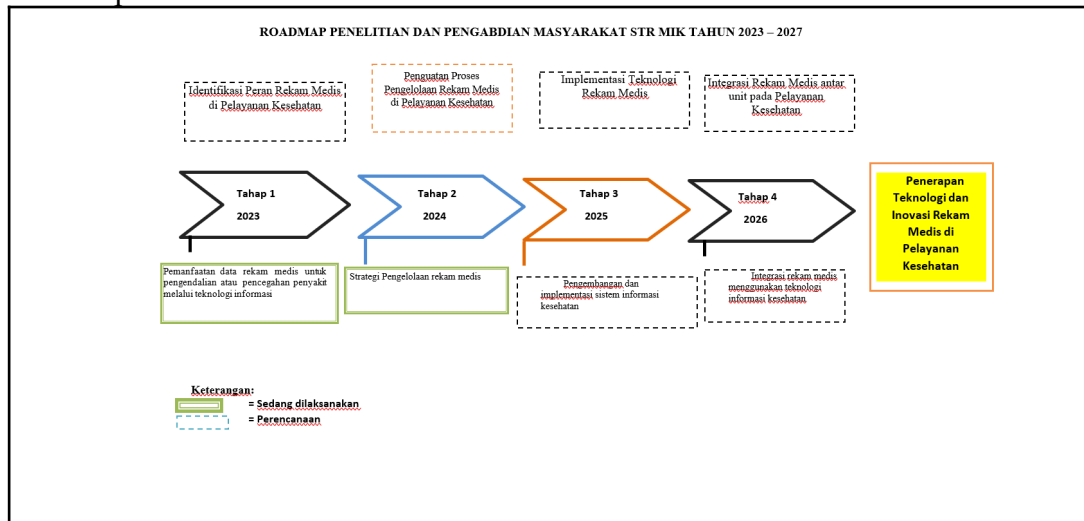 ROADMAP PENELITIAN DAN PENGABDIAN MASYARAKAT STR MIK TAHUN 2023 – 2027
Identifikasi Peran Rekam Medis
di Pelayanan Kesehatan
Penguatan Proses
Pengelolaan Rekam Medis
di Pelayanan Kesehatan
Implementasi Teknologi
Rekam Medis
Integrasi Rekam Medis antar
unit pada Pelayanan
Kesehatan
Tahap 1
2023
Tahap 2
2024
Tahap 3
2025
Tahap 4
2026
Penerapan
Teknologi dan
Inovasi Rekam
Medis di
Pelayanan
Kesehatan
Pemanfaatan data rekam medis untuk
pengendalian atau pencegahan penyakit
melalui teknologi informasi
Strategi Pengelolaan rekam medis
Pengembangan dan
implementasi sistem informasi
kesehatan
Integrasi rekam medis
menggunakan teknologi
informasi kesehatan
Keterangan:
= Sedang dilaksanakan
= Perencanaan